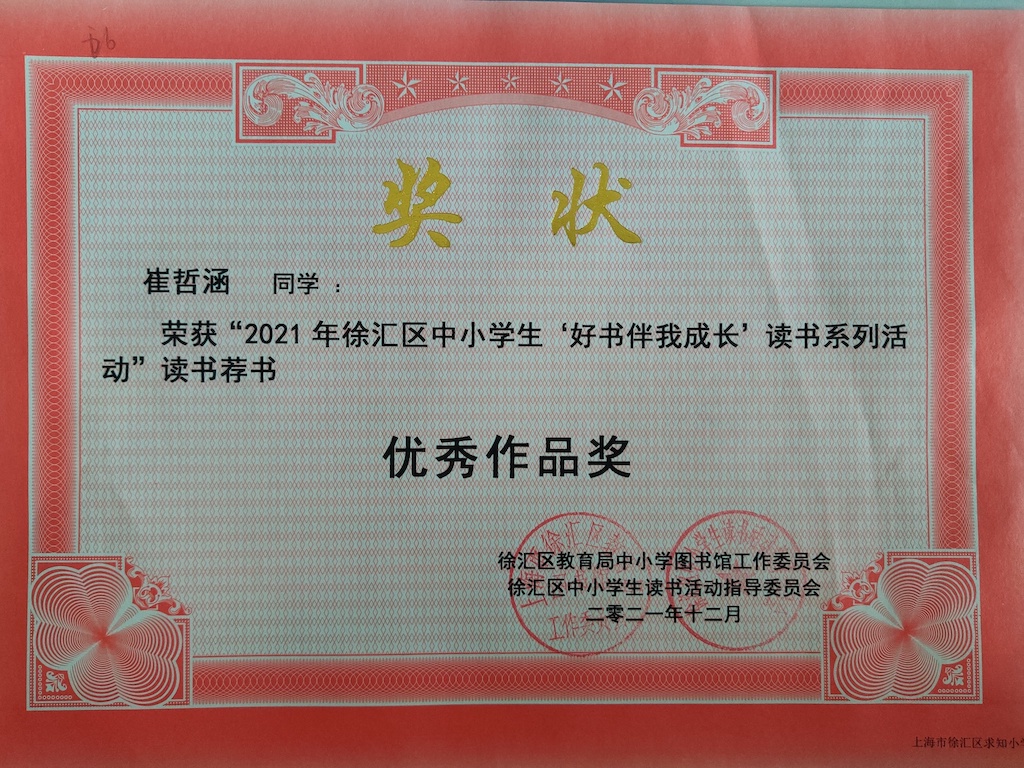 奖 状
崔哲涵 同学：
荣获“2021 年徐汇区中小学生‘好书伴我成长’读书系列活
动”读书荐书
优秀作品奖
徐汇区教育局中小学图书馆工作委员会
徐汇区中小学生读书活动指导委员会
二零二一年十二月
上海市徐汇区求知小学